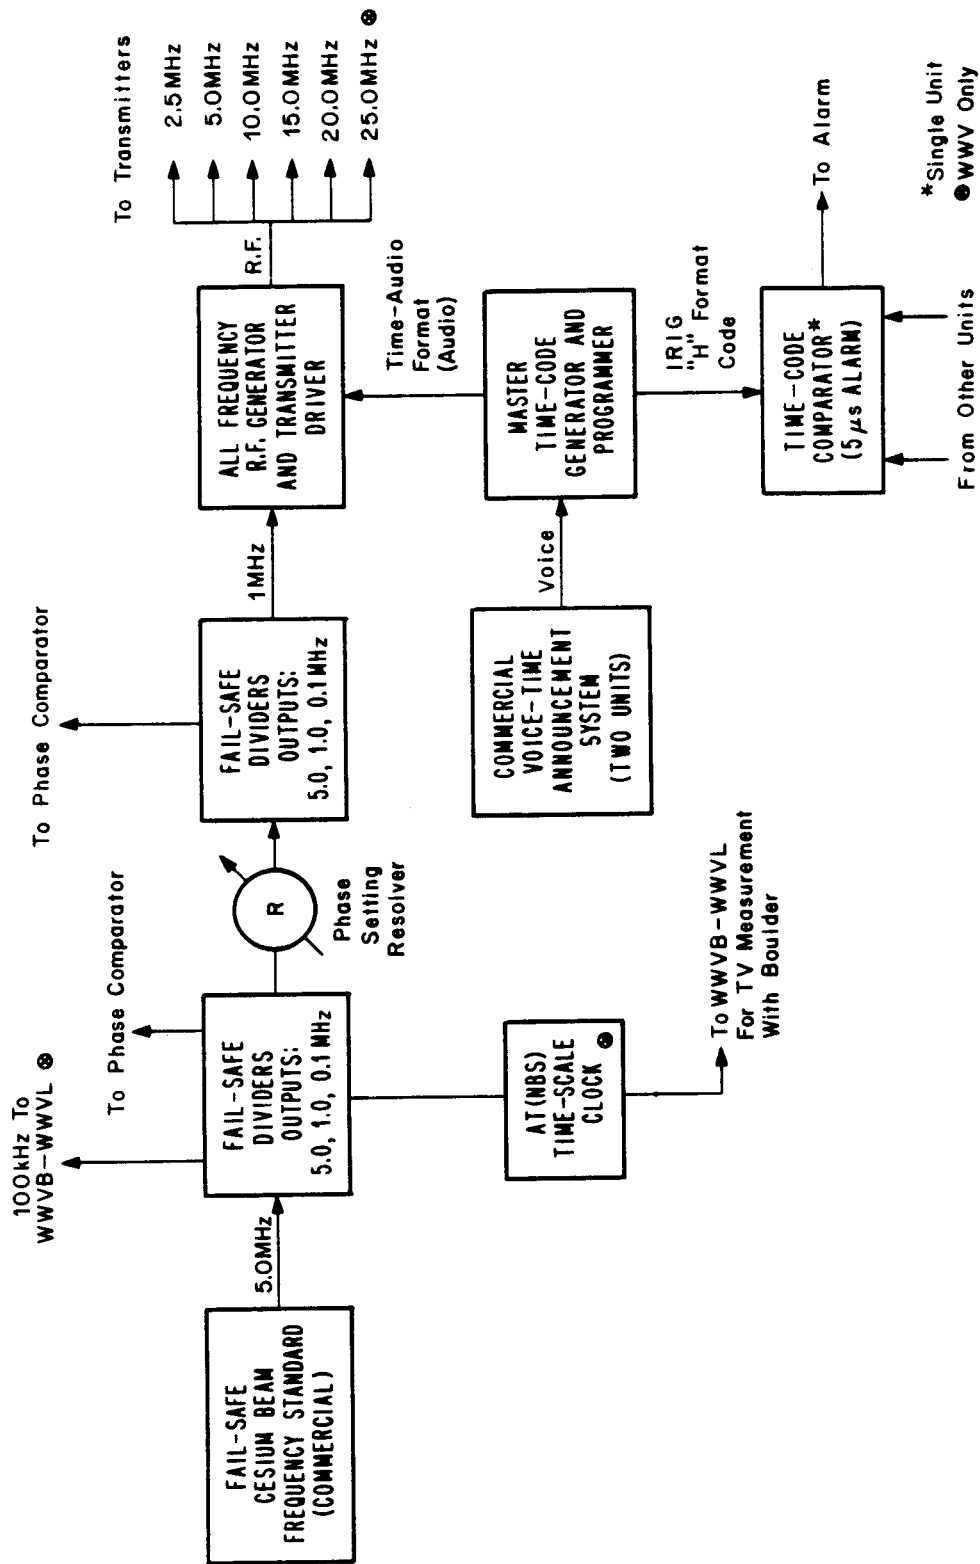 100kHz To
WWVB-WWVL ⊗
To Phase Comparator
To Phase Comparator
To Transmitters
2.5MHz
5.0MHz
10.0MHz
15.0MHz
20.0MHz
25.0MHz ⊗
FAIL-SAFE
CESIUM BEAM
FREQUENCY STANDARD
(COMMERCIAL)
5.0MHz
FAIL-SAFE
DIVIDERS
OUTPUTS:
5.0, 1.0, 0.1 MHz
R
Phase
Setting
Resolver
FAIL-SAFE
DIVIDERS
OUTPUTS:
5.0, 1.0, 0.1 MHz
1MHz
ALL FREQUENCY
R.F. GENERATOR
AND TRANSMITTER
DRIVER
R.F.
Time-Audio
Format
(Audio)
AT(NBS)
TIME-SCALE
CLOCK ⊗
To WWVB-WWVL
For TV Measurement
With Boulder
COMMERCIAL
VOICE-TIME
ANNOUNCEMENT
SYSTEM
(TWO UNITS)
Voice
MASTER
TIME-CODE
GENERATOR AND
PROGRAMMER
IRIG
"H" Format
Code
TIME-CODE
COMPARATOR*
(5μs ALARM)
To Alarm
From Other Units
*Single Unit
⊗ WWV Only